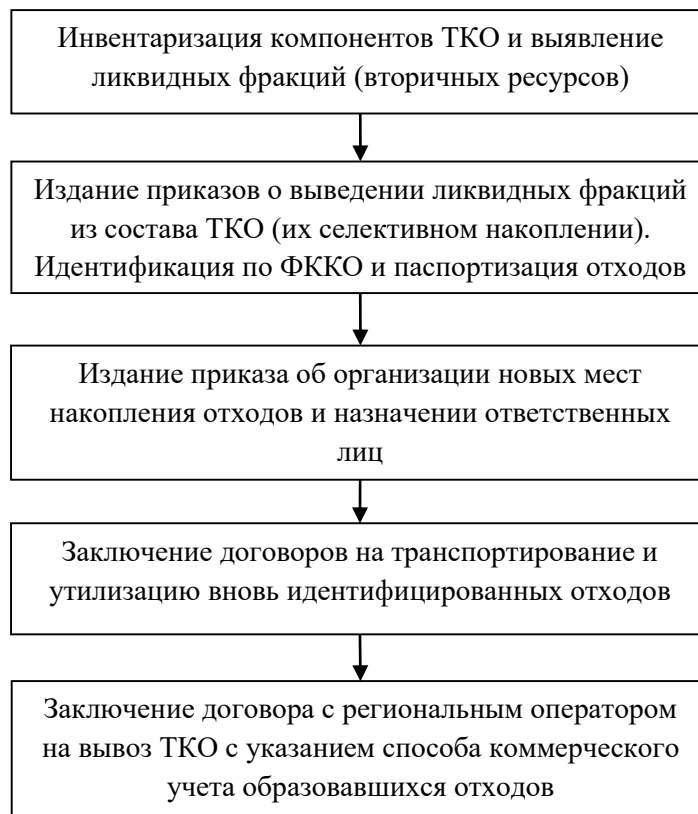 Инвентаризация компонентов ТКО и выявление
ликвидных фракций (вторичных ресурсов)
Издание приказов о выведении ликвидных фракций
из состава ТКО (их селективном накоплении).
Идентификация по ФККО и паспортизация отходов
Издание приказа об организации новых мест
накопления отходов и назначении ответственных
лиц
Заключение договоров на транспортирование и
утилизацию вновь идентифицированных отходов
Заключение договора с региональным оператором
на вывоз ТКО с указанием способа коммерческого
учета образовавшихся отходов